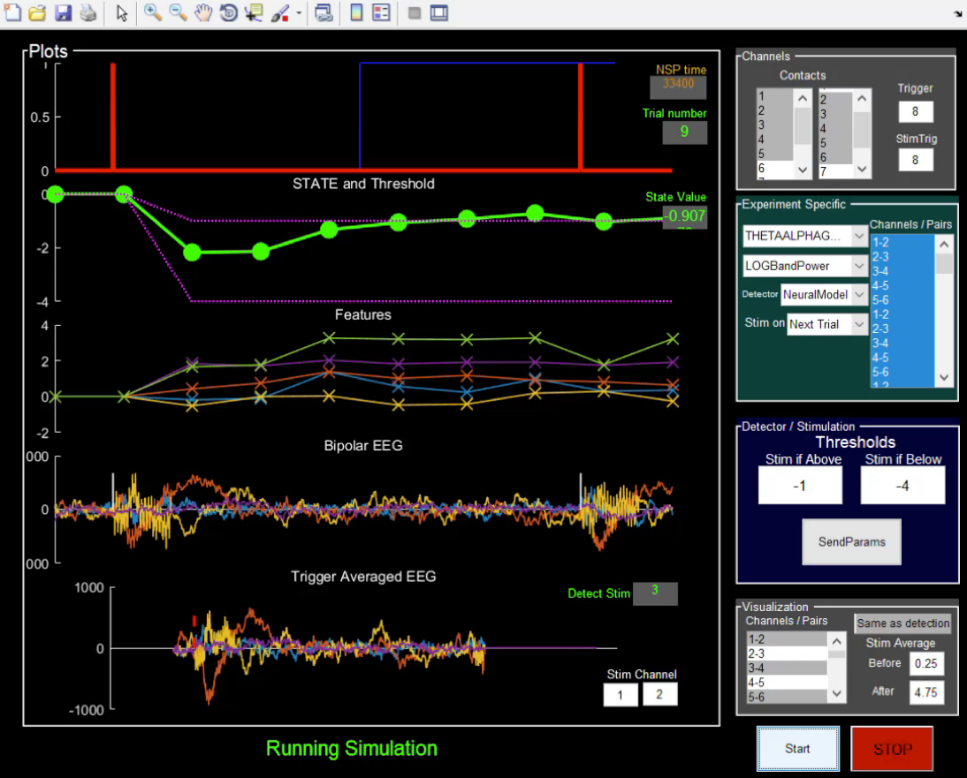 Plots
NSP time
33400
Trial number
9
1
0.5
0
STATE and Threshold
State Value
-0.907
0
-2
-4
Features
4
2
0
-2
Bipolar EEG
000
0
000
Trigger Averaged EEG
Detect Stim 3
1000
0
-1000
Stim Channel
1 2
Running Simulation
Channels
Contacts
1
2
3
4
5
6
2
3
4
5
6
7
Trigger
8
StimTrig
8
Experiment Specific
Channels / Pairs
THETAALPHAG...
LOGBandPower
Detector NeuralModel
Stim on Next Trial
1-2
2-3
3-4
4-5
5-6
1-2
2-3
3-4
4-5
5-6
1-2
Detector / Stimulation
Thresholds
Stim if Above Stim if Below
-1 -4
SendParams
Visualization
Channels / Pairs
1-2
2-3
3-4
4-5
5-6
Same as detection
Stim Average
Before 0.25
After 4.75
Start STOP